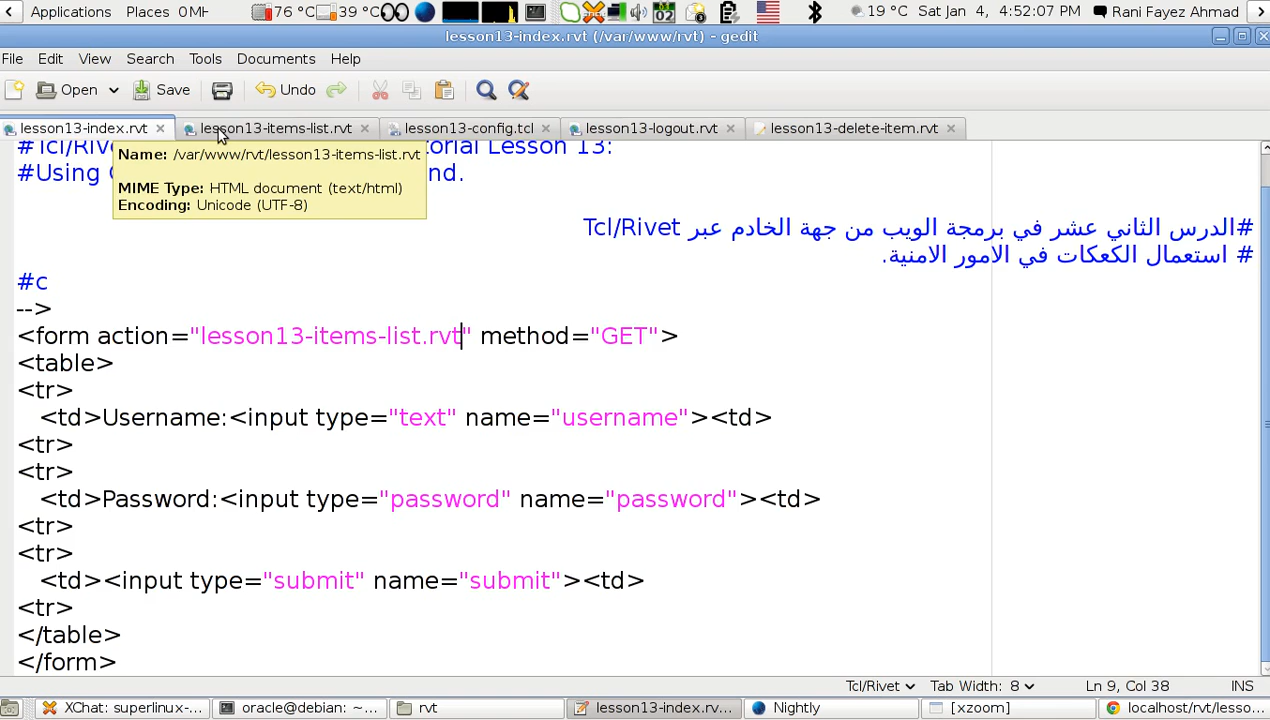 Applications Places 0MH 76 °C 39 °C 02 19 °C Sat Jan 4, 4:52:07 PM Rani Fayez Ahmad
lesson13-index.rvt (/var/www/rvt) - gedit
File Edit View Search Tools Documents Help
Open Save Undo
lesson13-index.rvt lesson13-items-list.rvt lesson13-config.tcl lesson13-logout.rvt lesson13-delete-item.rvt
#Tcl/Rive torial Lesson 13:
Name: /var/www/rvt/lesson13-items-list.rvt
#Using nd.
MIME Type: HTML document (text/html)
Encoding: Unicode (UTF-8)
#الدرس الثاني عشر في برمجة الويب من جهة الخادم عبر Tcl/Rivet
# استعمال الكعكات في الامور الامنية.
#c
-->
<form action="lesson13-items-list.rvt" method="GET">
<table>
<tr>
<td>Username:<input type="text" name="username"><td>
<tr>
<tr>
<td>Password:<input type="password" name="password"><td>
<tr>
<tr>
<td><input type="submit" name="submit"><td>
<tr>
</table>
</form>
Tcl/Rivet Tab Width: 8 Ln 9, Col 38 INS
XChat: superlinux-... oracle@debian: ~... rvt lesson13-index.rv... Nightly [xzoom] localhost/rvt/lesso...